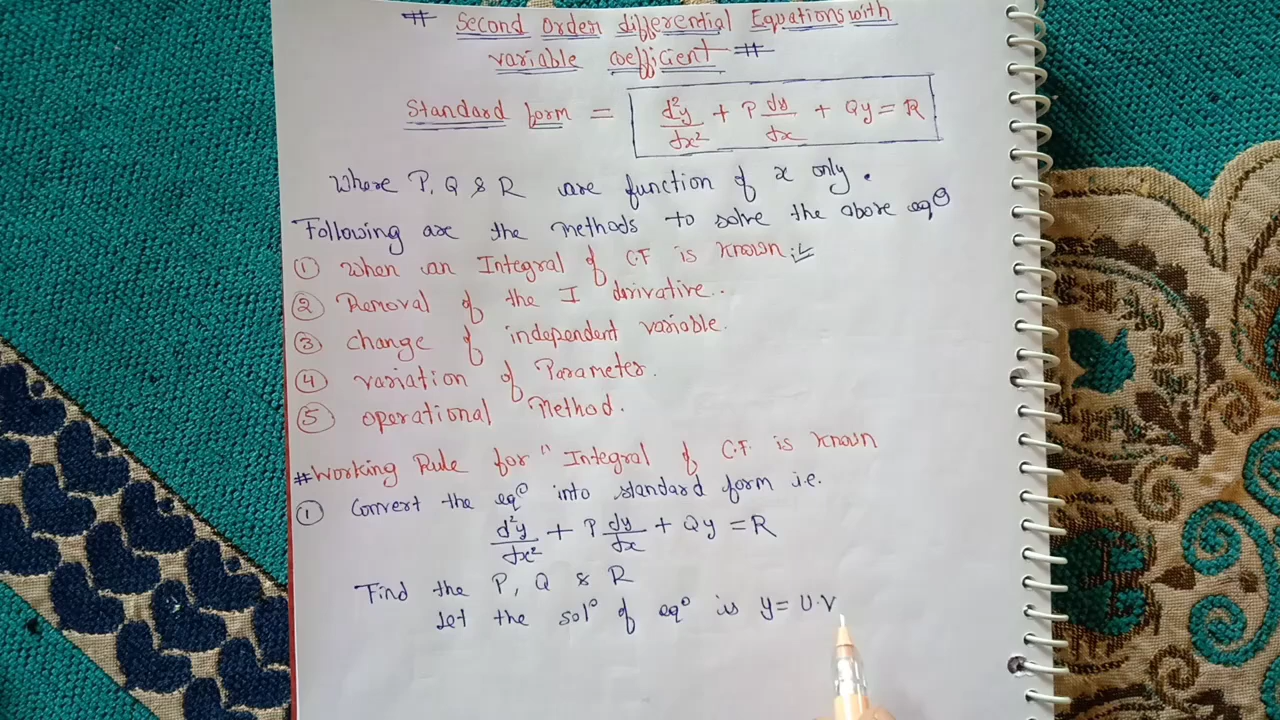 # Second Order differential Equations with
variable coefficient #
Standard form = d²y/dx² + P dy/dx + Qy = R
Where P, Q & R are function of x only.
Following are the methods to solve the above eqⁿ
① When an Integral of C.F is known :-
② Removal of the I derivative..
③ change of independent variable.
④ variation of Parameter.
⑤ operational Method.
#Working Rule for " Integral of C.F. is known
① Convert the eqⁿ into standard form i.e.
d²y/dx² + P dy/dx + Qy = R
Find the P, Q & R
Let the solⁿ of eqⁿ is y = U.V